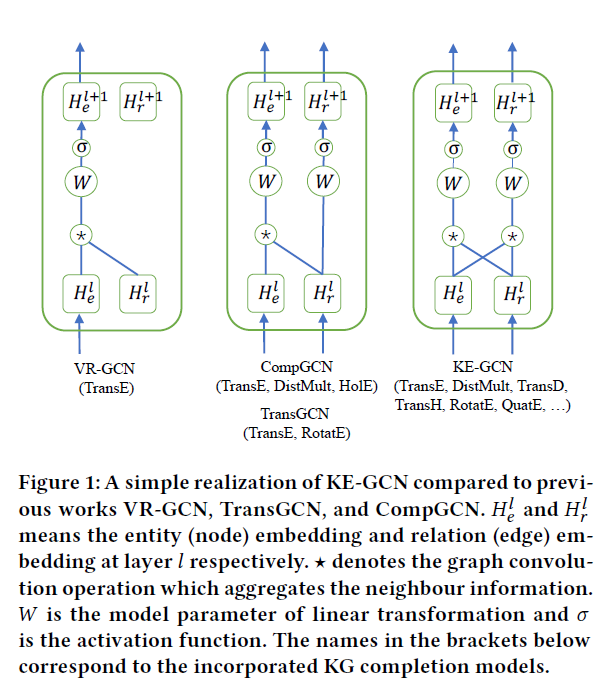 H_e^{l+1} H_r^{l+1}
H_e^{l+1} H_r^{l+1}
H_e^{l+1} H_r^{l+1}
σ
σ σ
σ σ
W
W W
W W
*
*
* *
H_e^l H_r^l
H_e^l H_r^l
H_e^l H_r^l
VR-GCN
(TransE)
CompGCN
(TransE, DistMult, HolE)
TransGCN
(TransE, RotatE)
KE-GCN
(TransE, DistMult, TransD,
TransH, RotatE, QuatE, …)
Figure 1: A simple realization of KE-GCN compared to previ-
ous works VR-GCN, TransGCN, and CompGCN. H_e^l and H_r^l
means the entity (node) embedding and relation (edge) em-
bedding at layer l respectively. ⋆ denotes the graph convolu-
tion operation which aggregates the neighbour information.
W is the model parameter of linear transformation and σ
is the activation function. The names in the brackets below
correspond to the incorporated KG completion models.